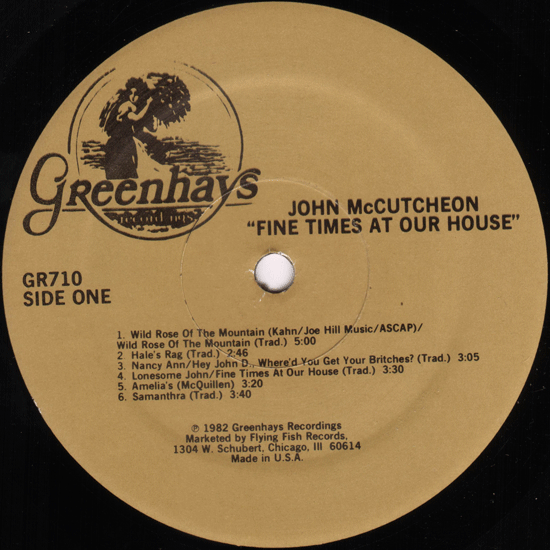 Greenhays
recordings
JOHN McCUTCHEON
"FINE TIMES AT OUR HOUSE"
GR710
SIDE ONE
1. Wild Rose Of The Mountain (Kahn/Joe Hill Music/ASCAP)/
Wild Rose Of The Mountain (Trad.) 5:00
2 Hale's Rag (Trad.) 2:46
3. Nancy Ann/Hey John D., Where'd You Get Your Britches? (Trad.) 3:05
4. Lonesome John/Fine Times At Our House (Trad.) 3:30
5. Amelia's (McQuillen) 3:20
6. Samanthra (Trad.) 3:40
℗ 1982 Greenhays Recordings
Marketed by Flying Fish Records,
1304 W. Schubert, Chicago, Ill 60614
Made in U.S.A.